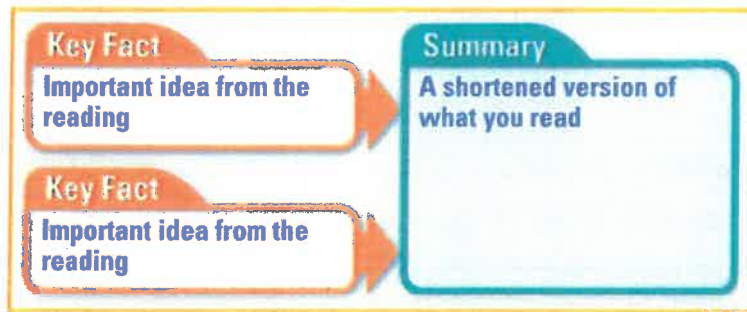 Key Fact
Important idea from the
reading
Key Fact
Important idea from the
reading
Summary
A shortened version of
what you read